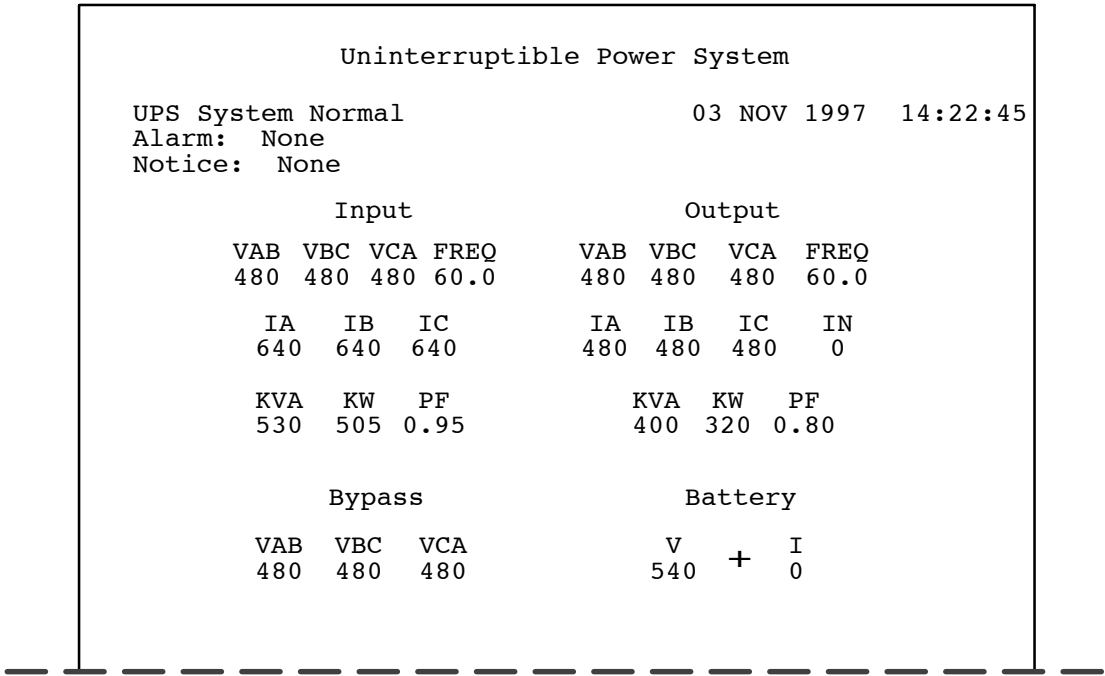 Uninterruptible Power System
UPS System Normal 03 NOV 1997 14:22:45
Alarm: None
Notice: None
Input Output
VAB VBC VCA FREQ VAB VBC VCA FREQ
480 480 480 60.0 480 480 480 60.0
IA IB IC IA IB IC IN
640 640 640 480 480 480 0
KVA KW PF KVA KW PF
530 505 0.95 400 320 0.80
Bypass Battery
VAB VBC VCA V + I
480 480 480 540 0